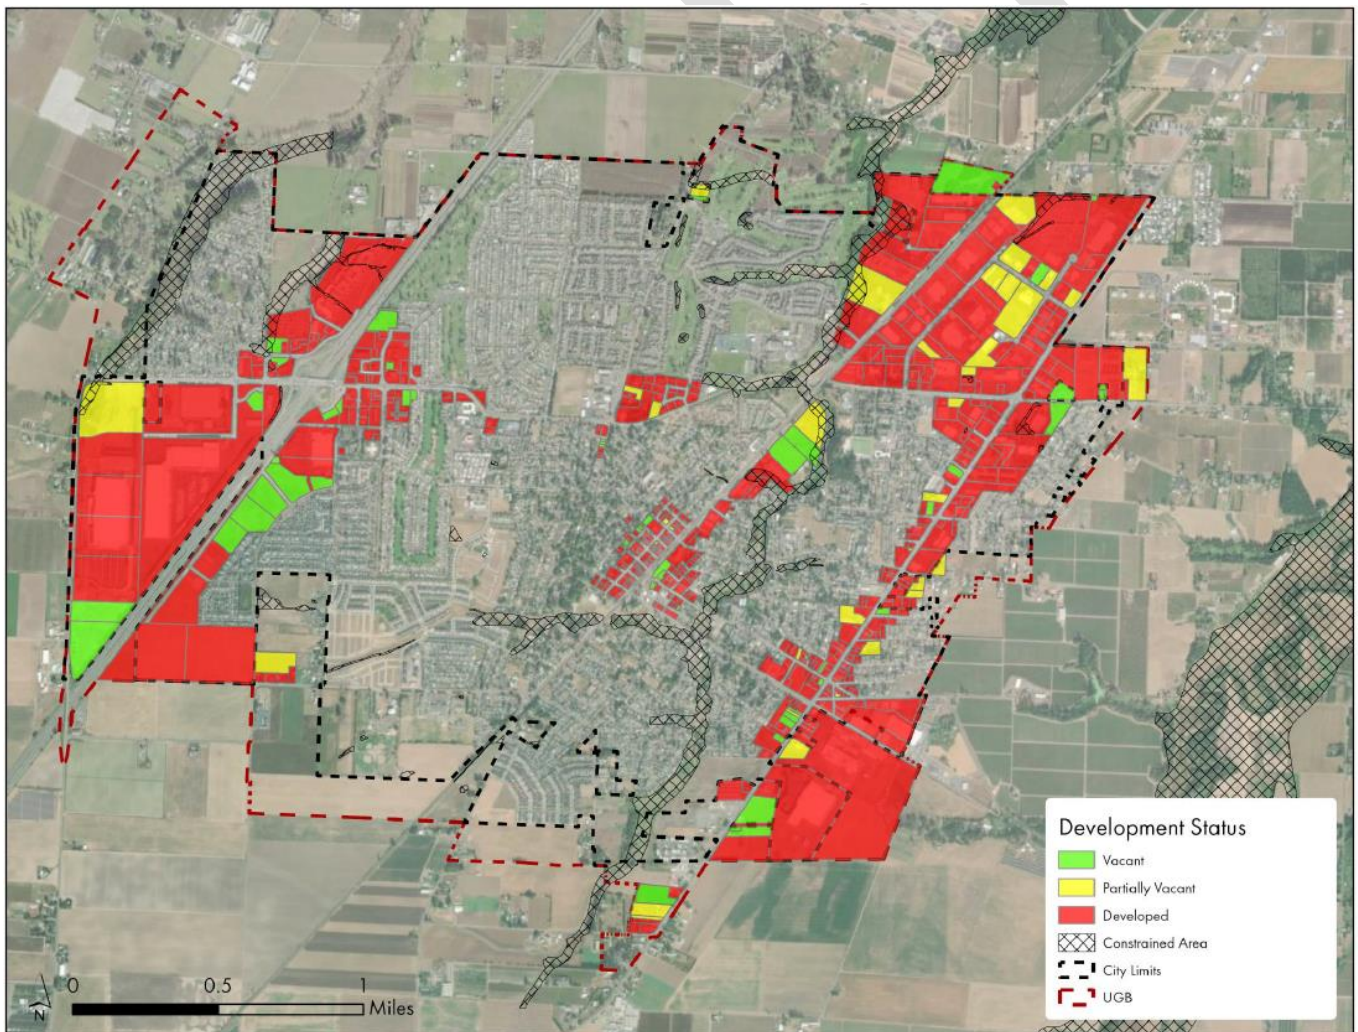 Development Status
Vacant
Partially Vacant
Developed
Constrained Area
City Limits
UGB
0 0.5 1
Miles
N